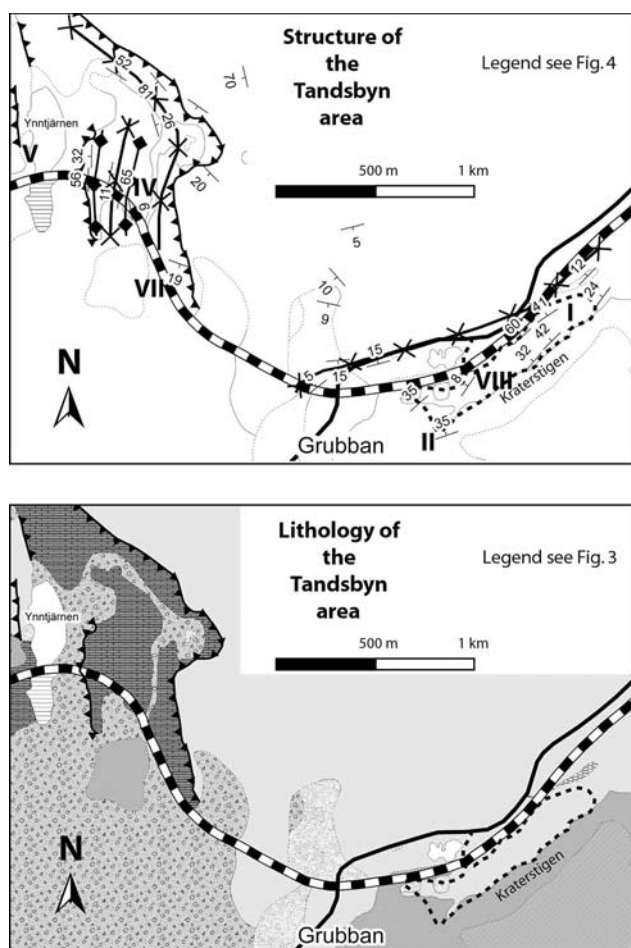 Structure of
the
Tandsbyn
area
Legend see Fig. 4
500 m
1 km
52
81
26
70
20
Ynntjärnen
V
32
56
11
65
IV
6
VII
19
5
10
9
N
5
15
15
Grubban
35
8
60
41
12
24
I
42
32
VIII
Kraterstigen
35
II
Lithology of
the
Tandsbyn
area
Legend see Fig. 3
500 m
1 km
Ynntjärnen
N
Kraterstigen
Grubban